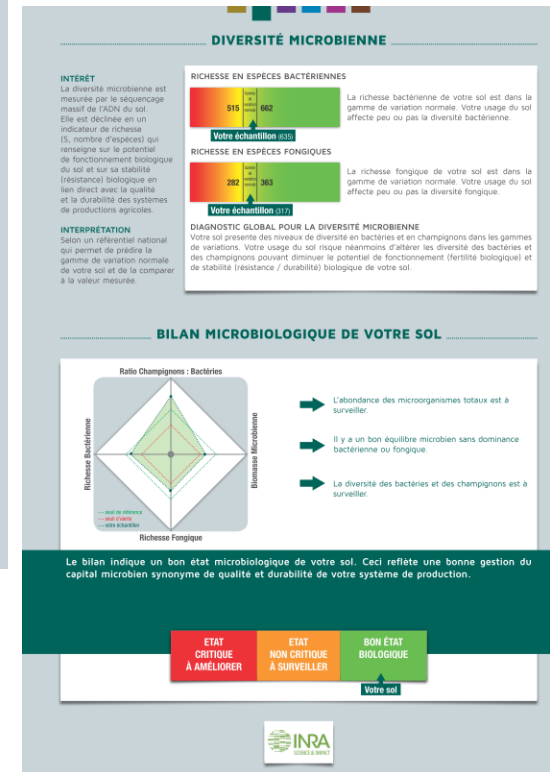 DIVERSITÉ MICROBIENNE
INTÉRÊT
La diversité microbienne est
mesurée par le séquençage
massif de l'ADN du sol.
Elle est déclinée en un
indicateur de richesse
(S, nombre d'espèces) qui
renseigne sur le potentiel
de fonctionnement biologique
du sol et sur sa stabilité
(résistance) biologique en
lien direct avec la qualité
et la durabilité des systèmes
de productions agricoles.
INTERPRÉTATION
Selon un référentiel national
qui permet de prédire la
gamme de variation normale
de votre sol et de la comparer
à la valeur mesurée.
RICHESSE EN ESPÈCES BACTÉRIENNES
515
662
Votre échantillon (635)
La richesse bactérienne de votre sol est dans la
gamme de variation normale. Votre usage du sol
affecte peu ou pas la diversité bactérienne.
RICHESSE EN ESPÈCES FONGIQUES
282
363
Votre échantillon (317)
La richesse fongique de votre sol est dans la
gamme de variation normale. Votre usage du sol
affecte peu ou pas la diversité fongique.
DIAGNOSTIC GLOBAL POUR LA DIVERSITÉ MICROBIENNE
Votre sol presente des niveaux de diversité en bactéries et en champignons dans les gammes
de variations. Votre usage du sol risque néanmoins d'altérer les diversité des bactéries et
des champignons pouvant diminuer le potentiel de fonctionnement (fertilité biologique) et
de stabilité (résistance / durabilité) biologique de votre sol.
BILAN MICROBIOLOGIQUE DE VOTRE SOL
Ratio Champignons : Bactéries
Richesse Bactérienne
Biomasse Microbienne
seuil de référence
seuil d'alerte
votre échantillon
Richesse Fongique
L'abondance des microorganismes totaux est à
surveiller.
Il y a un bon équilibre microbien sans dominance
bactérienne ou fongique.
La diversité des bactéries et des champignons est à
surveiller.
Le bilan indique un bon état microbiologique de votre sol. Ceci reflète une bonne gestion du
capital microbien synonyme de qualité et durabilité de votre système de production.
ETAT
CRITIQUE
À AMÉLIORER
ETAT
NON CRITIQUE
À SURVEILLER
BON ÉTAT
BIOLOGIQUE
Votre sol
INRA
SCIENCE & IMPACT